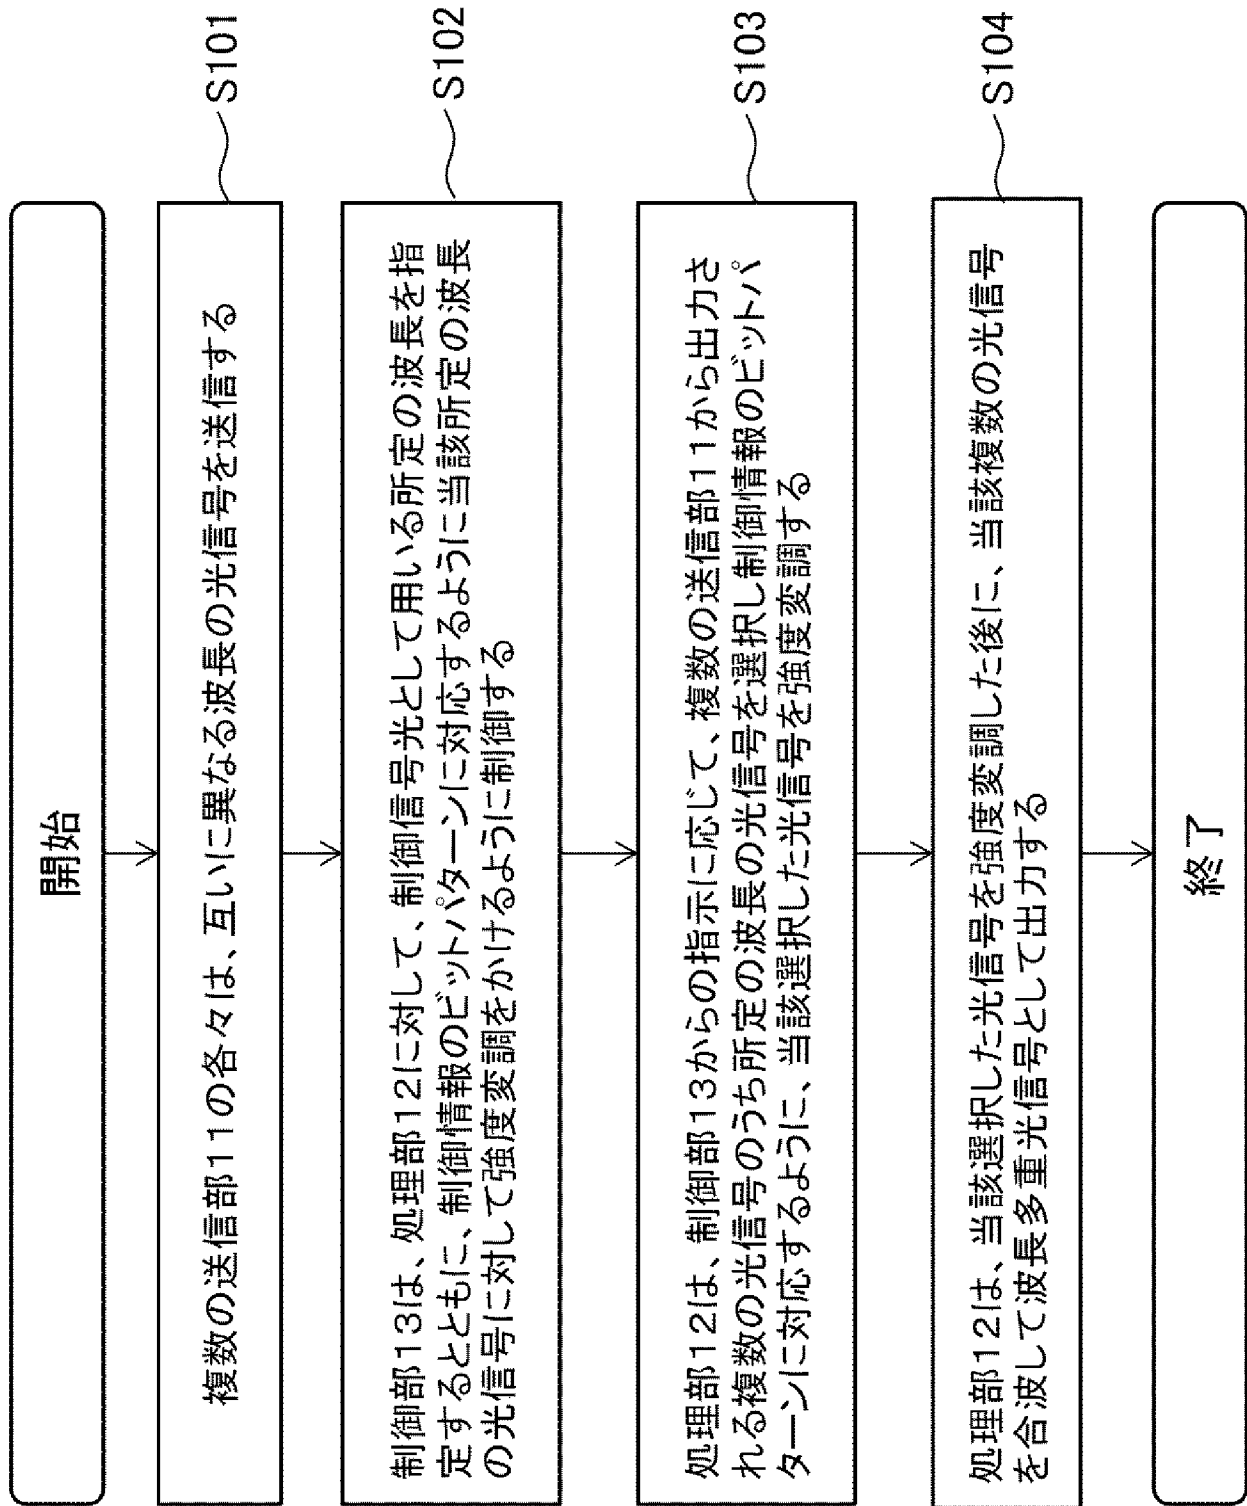 開始
複数の送信部11の各々は、互いに異なる波長の光信号を送信する
S101
制御部13は、処理部12に対して、制御信号光として用いる所定の波長を指
定するとともに、制御情報のビットパターンに対応するように当該所定の波長
の光信号に対して強度変調をかけるように制御する
S102
処理部12は、制御部13からの指示に応じて、複数の送信部11から出力さ
れる複数の光信号のうち所定の波長の光信号を選択し制御情報のビットパ
ターンに対応するように、当該選択した光信号を強度変調する
S103
処理部12は、当該選択した光信号を強度変調した後に、当該複数の光信号
を合波して波長多重光信号として出力する
S104
終了